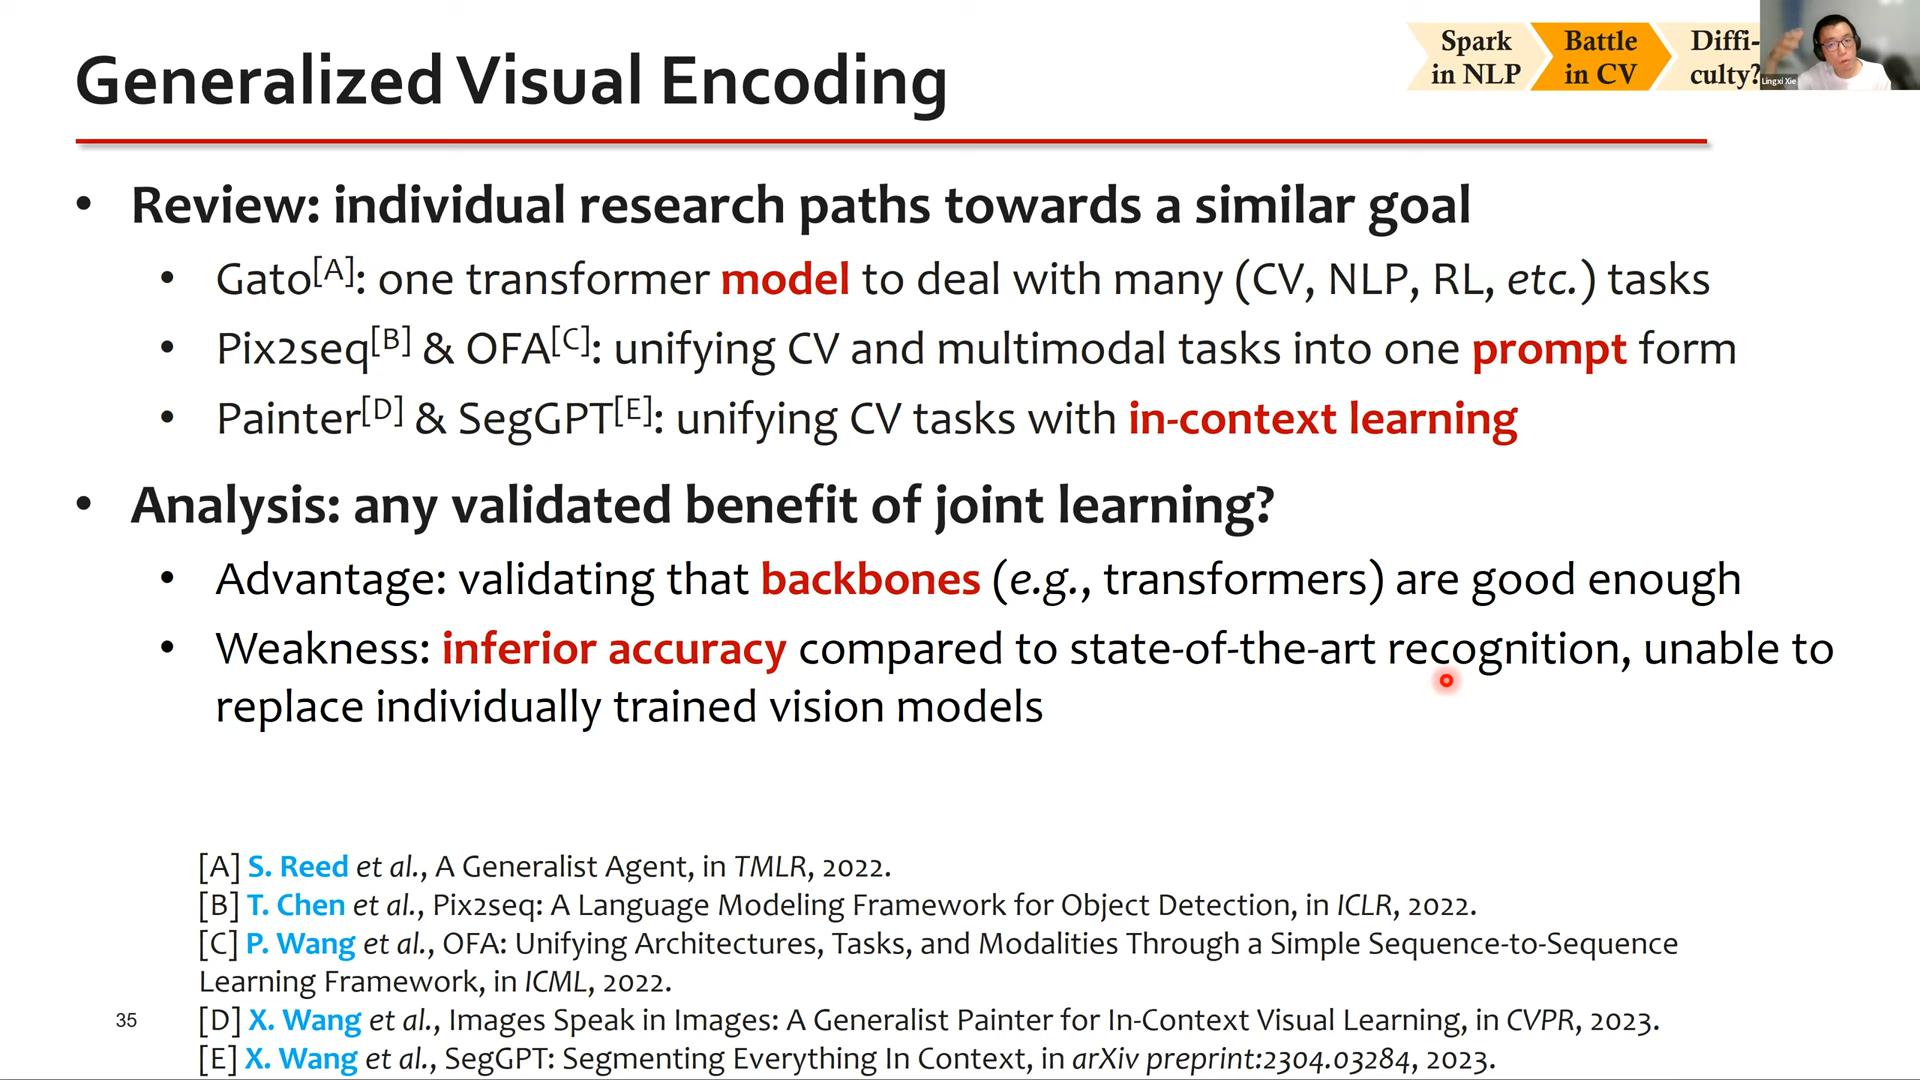 Generalized Visual Encoding
Spark in NLP
Battle in CV
Diffi-culty?
Lingxi Xie
• Review: individual research paths towards a similar goal
• Gato[A]: one transformer model to deal with many (CV, NLP, RL, etc.) tasks
• Pix2seq[B] & OFA[C]: unifying CV and multimodal tasks into one prompt form
• Painter[D] & SegGPT[E]: unifying CV tasks with in-context learning
• Analysis: any validated benefit of joint learning?
• Advantage: validating that backbones (e.g., transformers) are good enough
• Weakness: inferior accuracy compared to state-of-the-art recognition, unable to
replace individually trained vision models
[A] S. Reed et al., A Generalist Agent, in TMLR, 2022.
[B] T. Chen et al., Pix2seq: A Language Modeling Framework for Object Detection, in ICLR, 2022.
[C] P. Wang et al., OFA: Unifying Architectures, Tasks, and Modalities Through a Simple Sequence-to-Sequence
Learning Framework, in ICML, 2022.
[D] X. Wang et al., Images Speak in Images: A Generalist Painter for In-Context Visual Learning, in CVPR, 2023.
[E] X. Wang et al., SegGPT: Segmenting Everything In Context, in arXiv preprint:2304.03284, 2023.
35